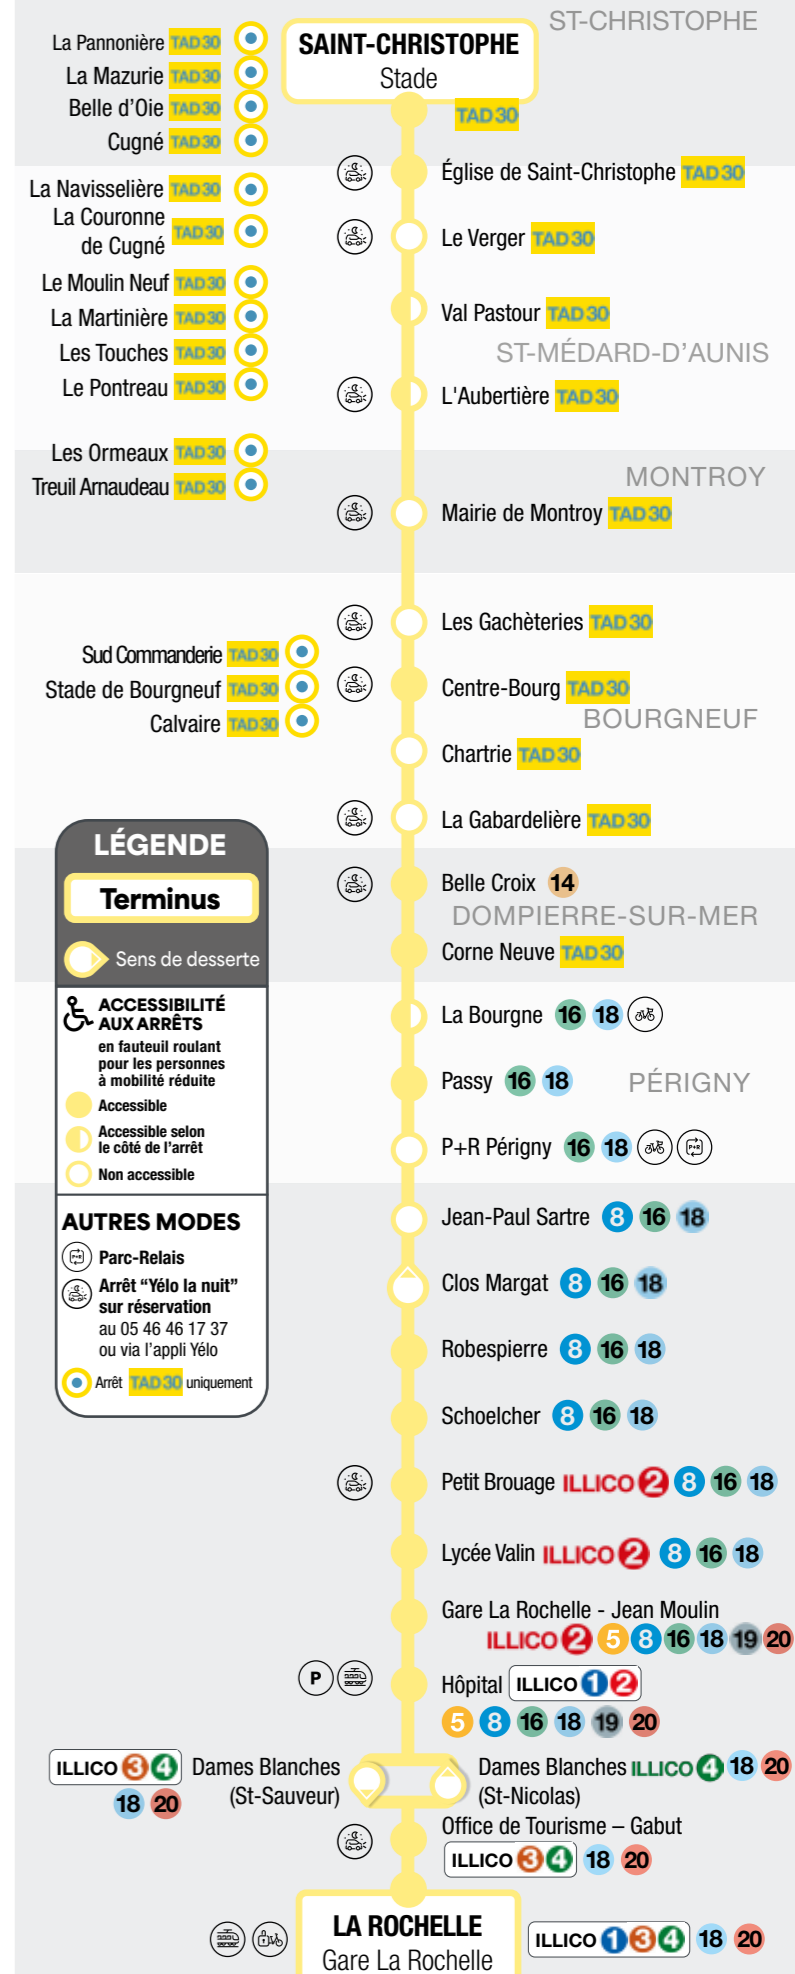 ST-CHRISTOPHE
SAINT-CHRISTOPHE
Stade
TAD 30
La Pannonière TAD 30
La Mazurie TAD 30
Belle d'Oie TAD 30
Cugné TAD 30
Église de Saint-Christophe TAD 30
La Navisselière TAD 30
La Couronne
de Cugné TAD 30
Le Moulin Neuf TAD 30
La Martinière TAD 30
Les Touches TAD 30
Le Pontreau TAD 30
Le Verger TAD 30
Val Pastour TAD 30
ST-MÉDARD-D'AUNIS
L'Aubertière TAD 30
Les Ormeaux TAD 30
Treuil Arnaudeau TAD 30
MONTROY
Mairie de Montroy TAD 30
Les Gachèteries TAD 30
Sud Commanderie TAD 30
Stade de Bourgneuf TAD 30
Calvaire TAD 30
Centre-Bourg TAD 30
BOURGNEUF
Chartrie TAD 30
La Gabardelière TAD 30
Belle Croix 14
DOMPIERRE-SUR-MER
Corne Neuve TAD 30
La Bourgne 16 18
Passy 16 18
PÉRIGNY
P+R Périgny 16 18 P+R
Jean-Paul Sartre 8 16 18
Clos Margat 8 16 18
Robespierre 8 16 18
Schoelcher 8 16 18
Petit Brouage ILLICO 2 8 16 18
Lycée Valin ILLICO 2 8 16 18
Gare La Rochelle - Jean Moulin
ILLICO 2 5 8 16 18 19 20
P
Hôpital ILLICO 1 2
5 8 16 18 19 20
ILLICO 3 4 Dames Blanches
18 20 (St-Sauveur)
Dames Blanches ILLICO 4 18 20
(St-Nicolas)
Office de Tourisme – Gabut
ILLICO 3 4 18 20
LA ROCHELLE
Gare La Rochelle
ILLICO 1 3 4 18 20
LÉGENDE
Terminus
Sens de desserte
ACCESSIBILITÉ
AUX ARRÊTS
en fauteuil roulant
pour les personnes
à mobilité réduite
Accessible
Accessible selon
le côté de l'arrêt
Non accessible
AUTRES MODES
P+R Parc-Relais
Arrêt "Yélo la nuit"
sur réservation
au 05 46 46 17 37
ou via l'appli Yélo
Arrêt TAD 30 uniquement